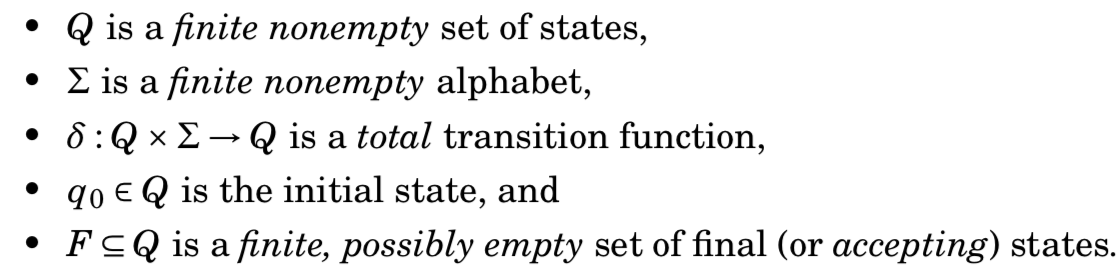 • Q is a finite nonempty set of states,
• Σ is a finite nonempty alphabet,
• δ : Q × Σ → Q is a total transition function,
• q₀ ∈ Q is the initial state, and
• F ⊆ Q is a finite, possibly empty set of final (or accepting) states.